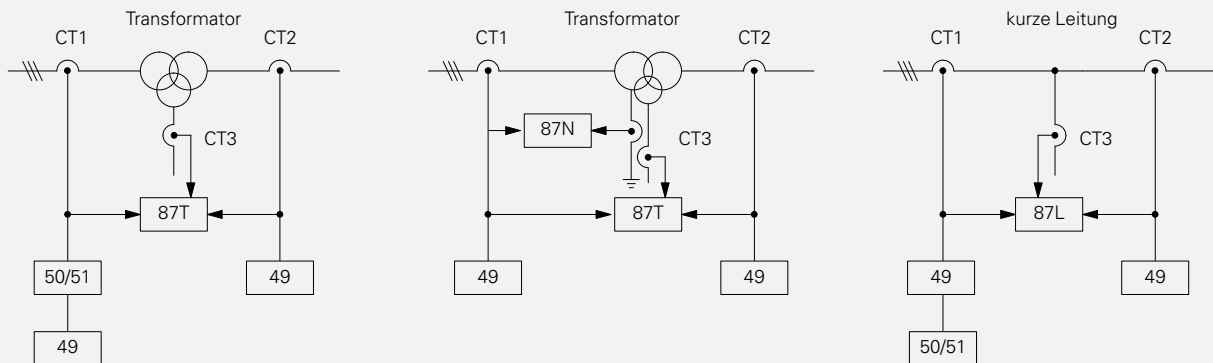 Transformator
CT1
CT2
CT3
87T
50/51
49
49
Transformator
CT1
CT2
87N
CT3
87T
49
49
kurze Leitung
CT1
CT2
CT3
87L
49
49
50/51